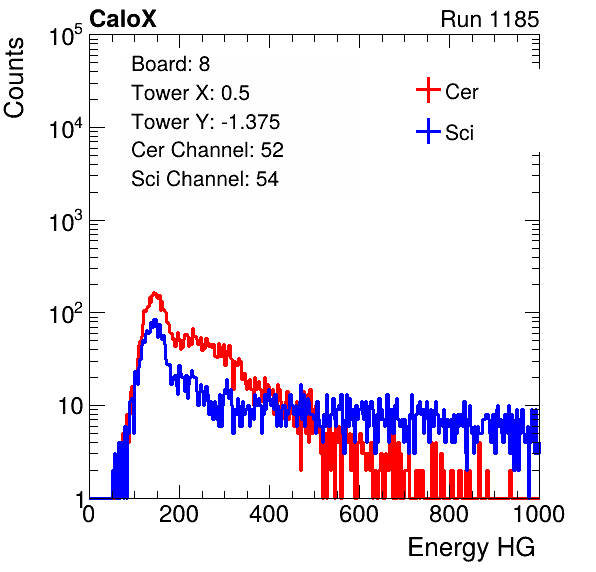 CaloX Run 1185
Counts
Board: 8
Tower X: 0.5
Tower Y: -1.375
Cer Channel: 52
Sci Channel: 54
Cer
Sci
10^5
10^4
10^3
10^2
10
1
0 200 400 600 800 1000
Energy HG